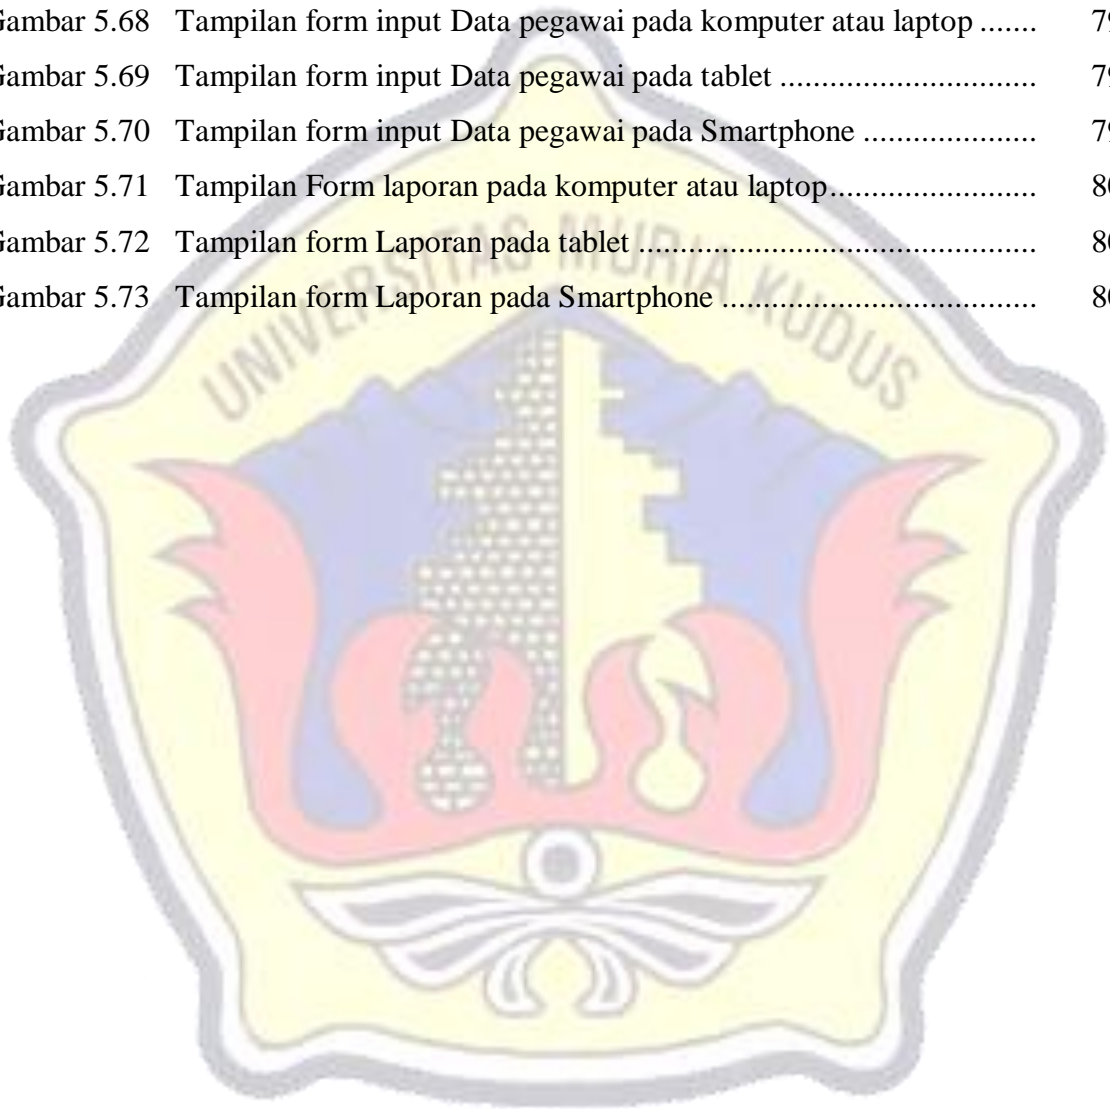 Gambar 5.68 Tampilan form input Data pegawai pada komputer atau laptop ....... 79
Gambar 5.69 Tampilan form input Data pegawai pada tablet ............................ 79
Gambar 5.70 Tampilan form input Data pegawai pada Smartphone ................... 79
Gambar 5.71 Tampilan Form laporan pada komputer atau laptop....................... 80
Gambar 5.72 Tampilan form Laporan pada tablet ............................................ 80
Gambar 5.73 Tampilan form Laporan pada Smartphone ................................... 80
UNIVERSITAS MURIA KUDUS